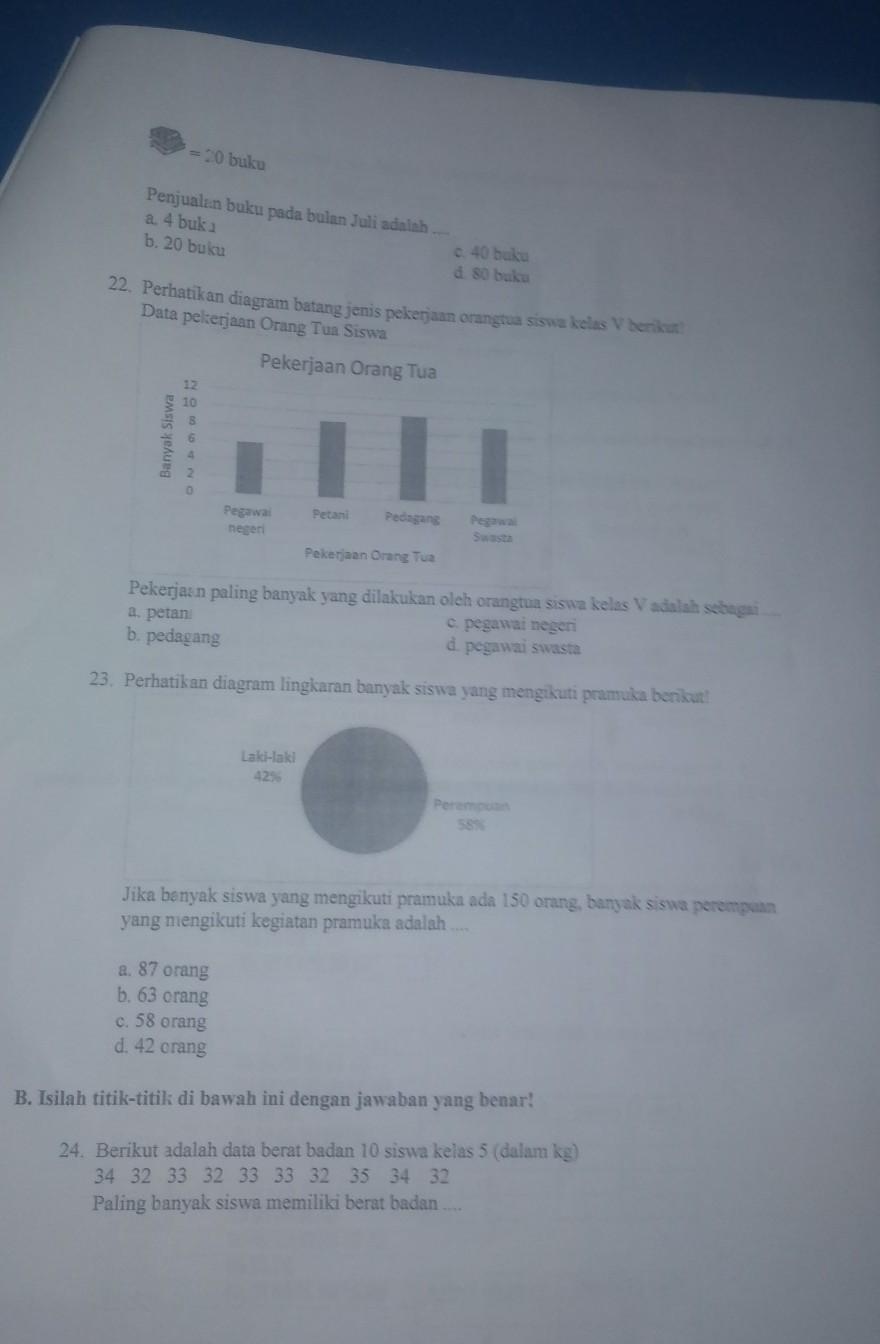 = 20 buku
Penjualan buku pada bulan Juli adalah ....
a. 4 buku
b. 20 buku
c. 40 buku
d. 80 buku
22. Perhatikan diagram batang jenis pekerjaan orangtua siswa kelas V berikut!
Data pekerjaan Orang Tua Siswa
Pekerjaan Orang Tua
Banyak Siswa
12
10
8
6
4
2
0
Pegawai negeri
Petani
Pedagang
Pegawai Swasta
Pekerjaan Orang Tua
Pekerjaan paling banyak yang dilakukan oleh orangtua siswa kelas V adalah sebagai ....
a. petani
b. pedagang
c. pegawai negeri
d. pegawai swasta
23. Perhatikan diagram lingkaran banyak siswa yang mengikuti pramuka berikut!
Laki-laki
42%
Perempuan
58%
Jika banyak siswa yang mengikuti pramuka ada 150 orang, banyak siswa perempuan
yang mengikuti kegiatan pramuka adalah ....
a. 87 orang
b. 63 orang
c. 58 orang
d. 42 orang
B. Isilah titik-titik di bawah ini dengan jawaban yang benar!
24. Berikut adalah data berat badan 10 siswa kelas 5 (dalam kg)
34 32 33 32 33 33 32 35 34 32
Paling banyak siswa memiliki berat badan ....